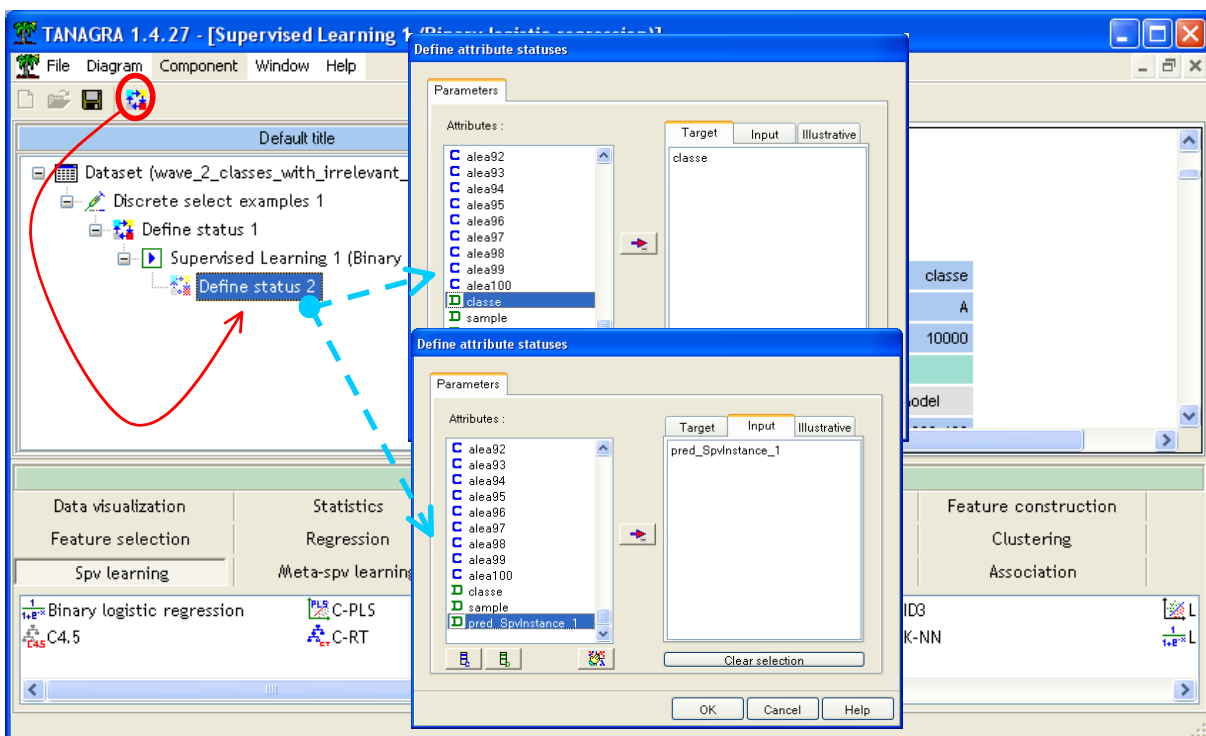 TANAGRA 1.4.27 - [Supervised Learning 1 (Binary logistic regression)]
File Diagram Component Window Help
Default title
Dataset (wave_2_classes_with_irrelevant_
Discrete select examples 1
Define status 1
Supervised Learning 1 (Binary
Define status 2
Define attribute statuses
Parameters
Attributes :
alea92
alea93
alea94
alea95
alea96
alea97
alea98
alea99
alea100
classe
sample
Target Input Illustrative
classe
Define attribute statuses
Parameters
Attributes :
alea92
alea93
alea94
alea95
alea96
alea97
alea98
alea99
alea100
classe
sample
pred_SpvInstance_1
Target Input Illustrative
pred_SpvInstance_1
Clear selection
OK Cancel Help
classe
A
10000
odel
Data visualization Statistics Feature construction
Feature selection Regression Clustering
Spv learning Meta-spv learning Association
Binary logistic regression C-PLS ID3 L
C4.5 C-RT K-NN L